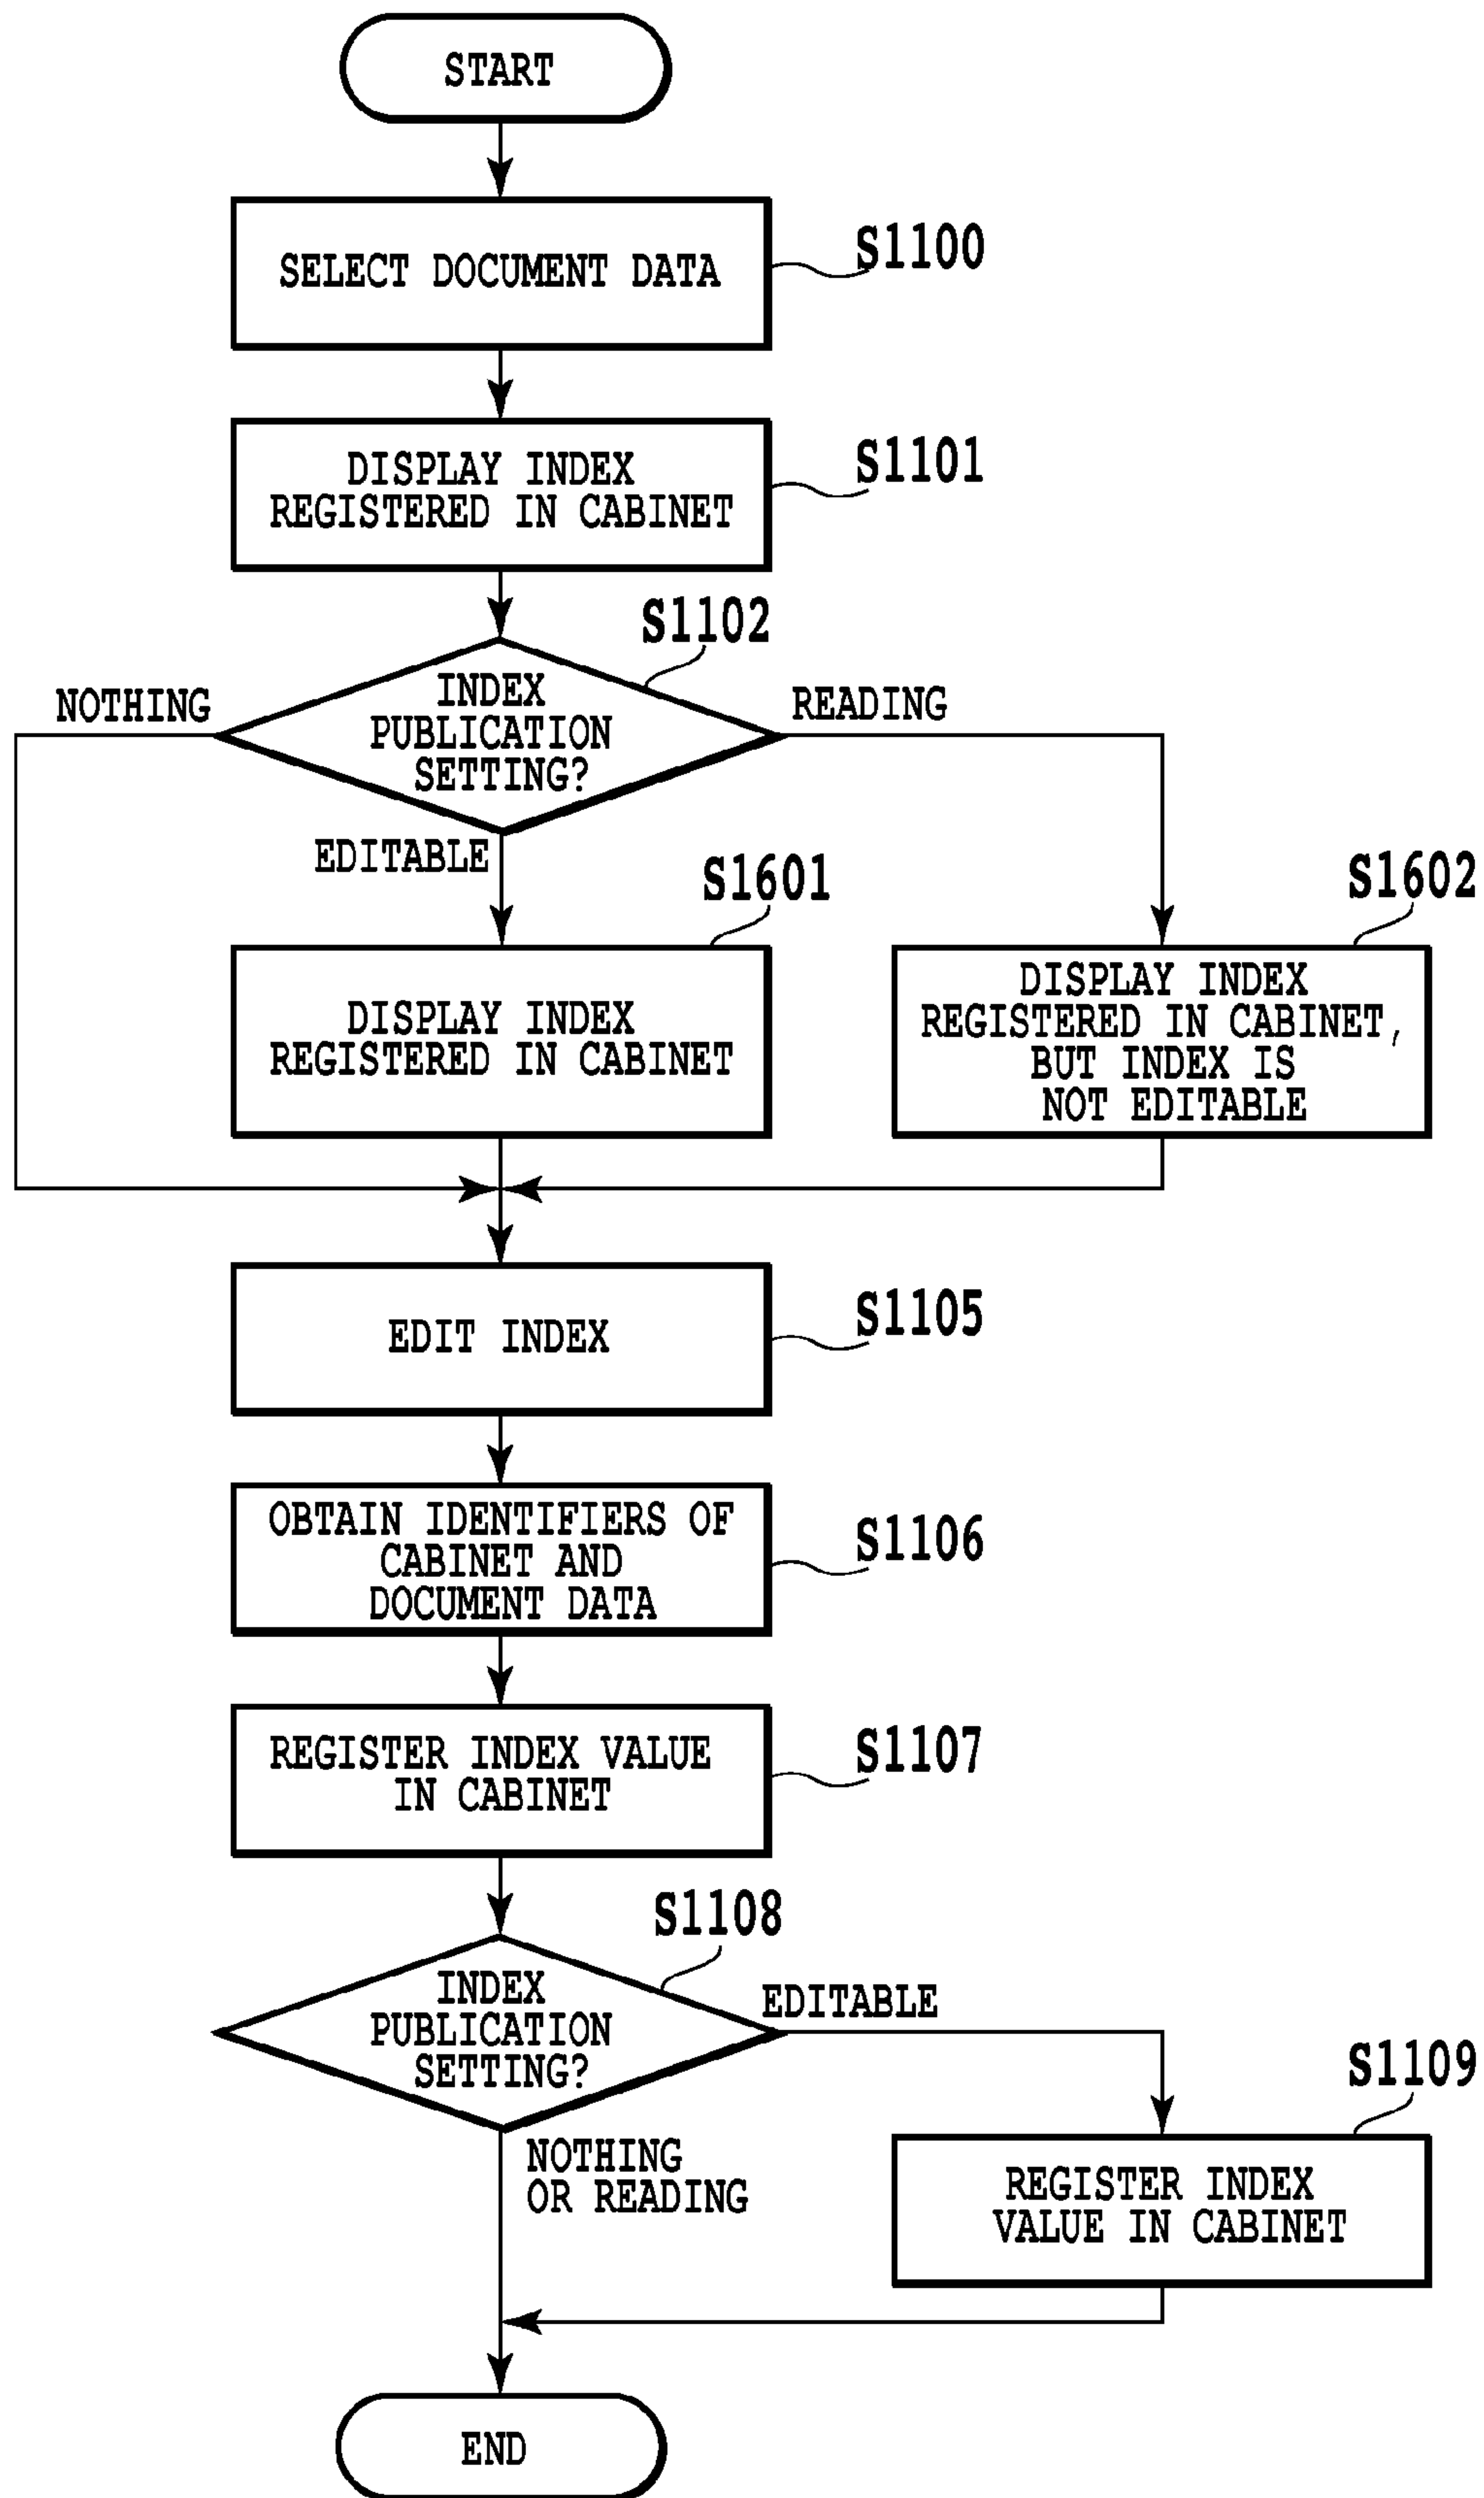 START
SELECT DOCUMENT DATA
S1100
DISPLAY INDEX
REGISTERED IN CABINET
S1101
S1102
INDEX
PUBLICATION
SETTING?
NOTHING
READING
EDITABLE
S1601
DISPLAY INDEX
REGISTERED IN CABINET
S1602
DISPLAY INDEX
REGISTERED IN CABINET,
BUT INDEX IS
NOT EDITABLE
EDIT INDEX
S1105
OBTAIN IDENTIFIERS OF
CABINET AND
DOCUMENT DATA
S1106
REGISTER INDEX VALUE
IN CABINET
S1107
S1108
INDEX
PUBLICATION
SETTING?
EDITABLE
NOTHING
OR READING
S1109
REGISTER INDEX
VALUE IN CABINET
END